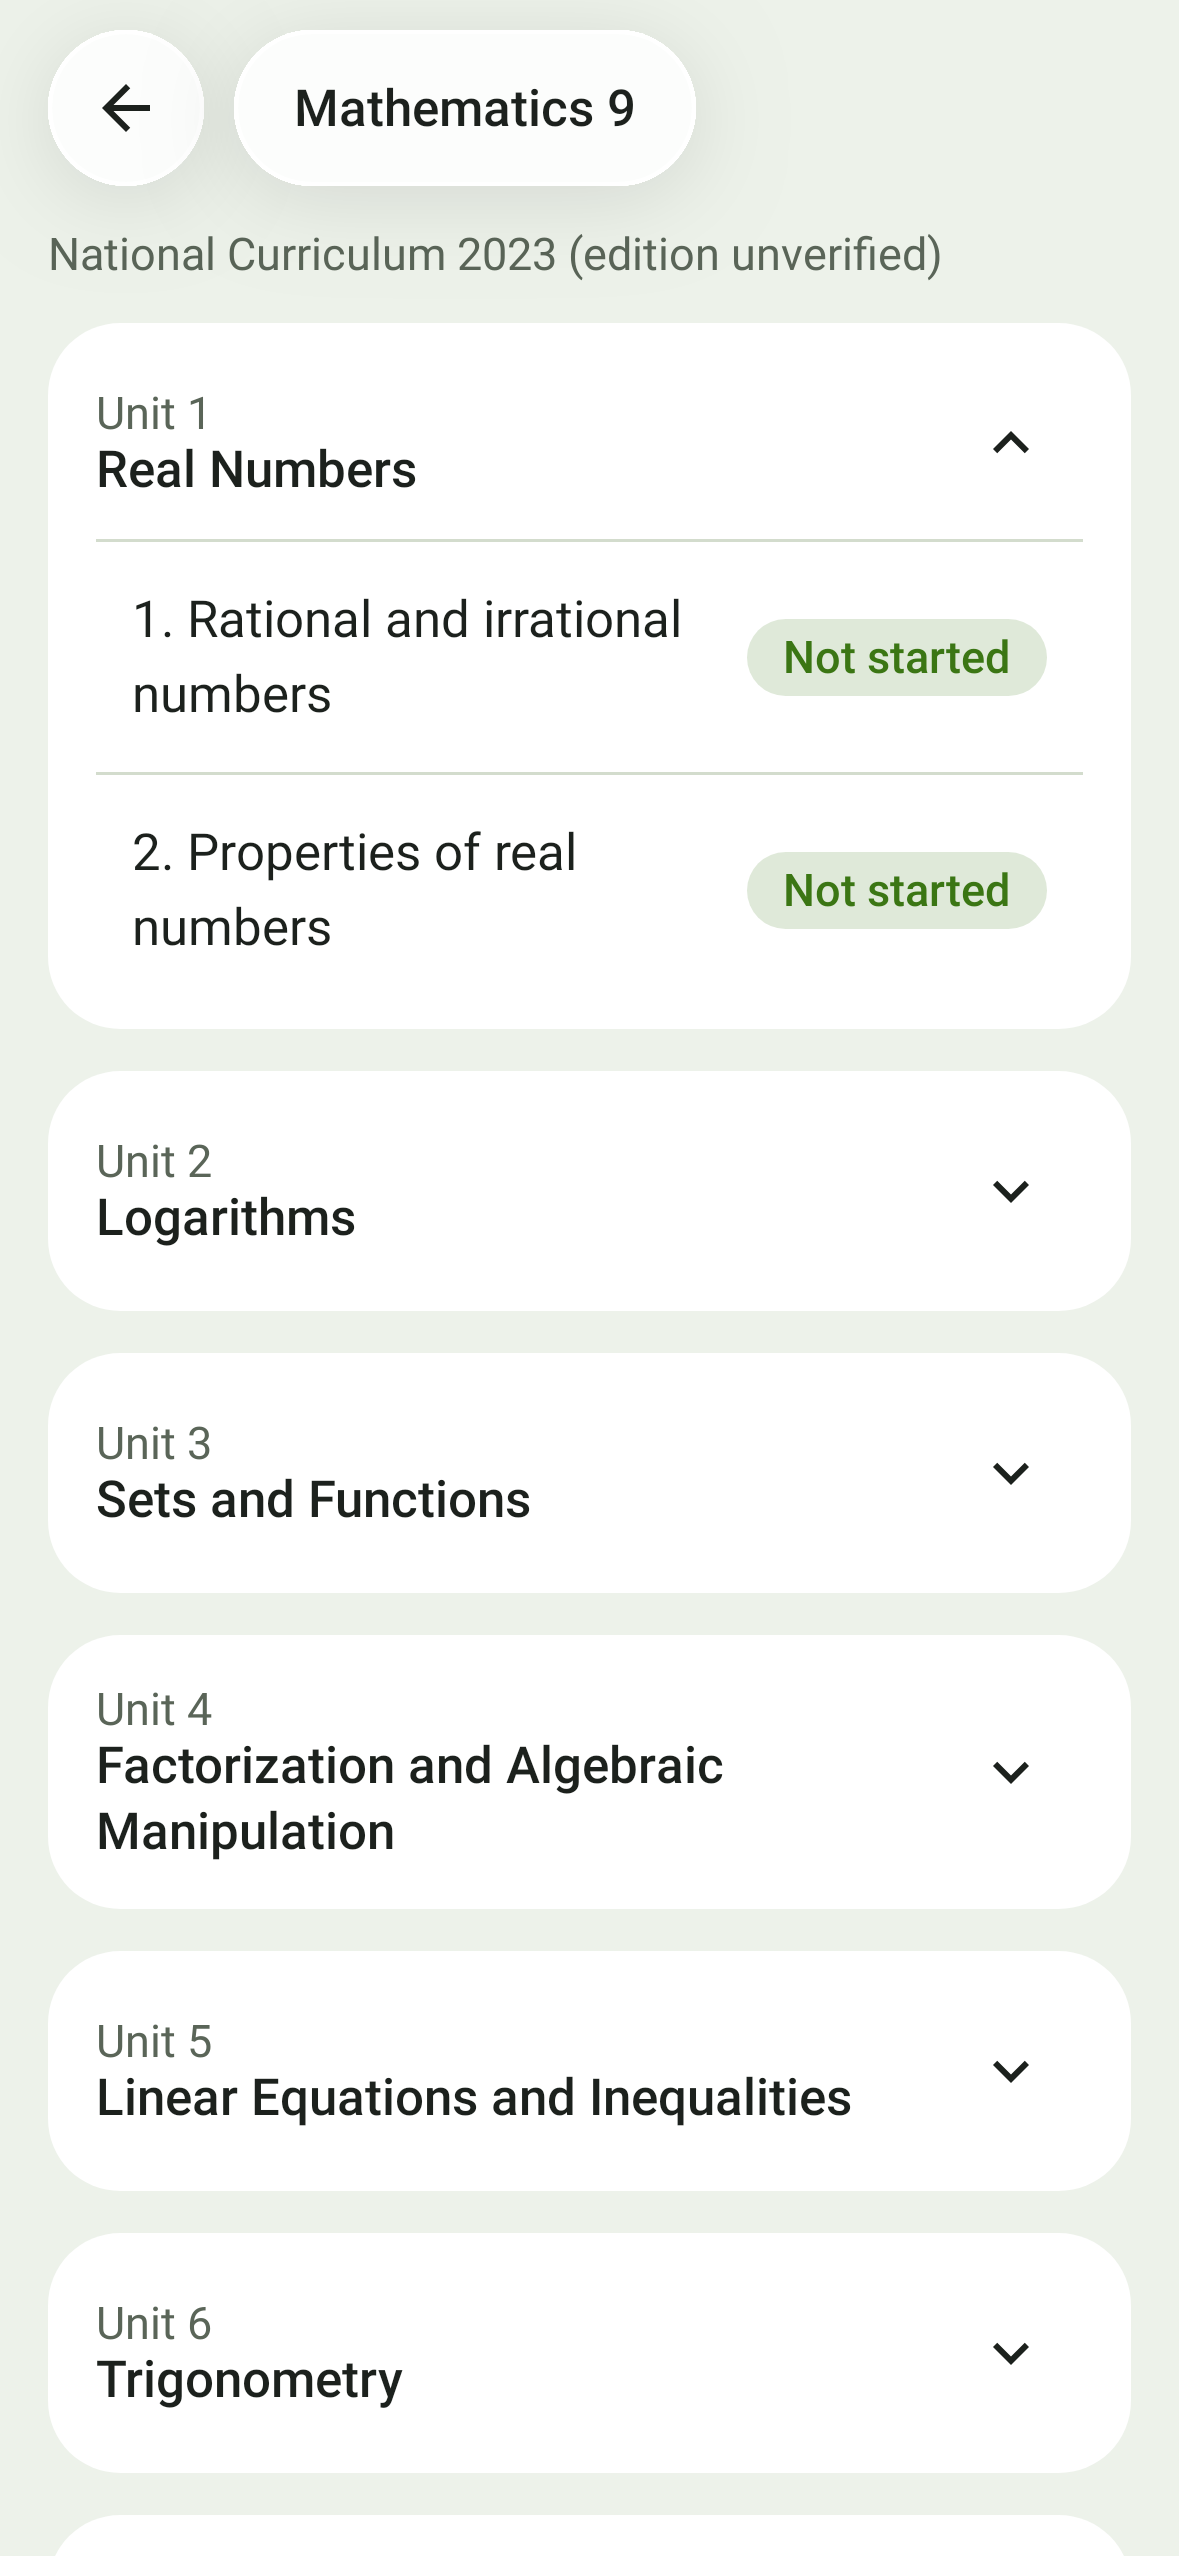 Mathematics 9
National Curriculum 2023 (edition unverified)
Unit 1
Real Numbers
1. Rational and irrational
numbers
Not started
2. Properties of real
numbers
Not started
Unit 2
Logarithms
Unit 3
Sets and Functions
Unit 4
Factorization and Algebraic
Manipulation
Unit 5
Linear Equations and Inequalities
Unit 6
Trigonometry